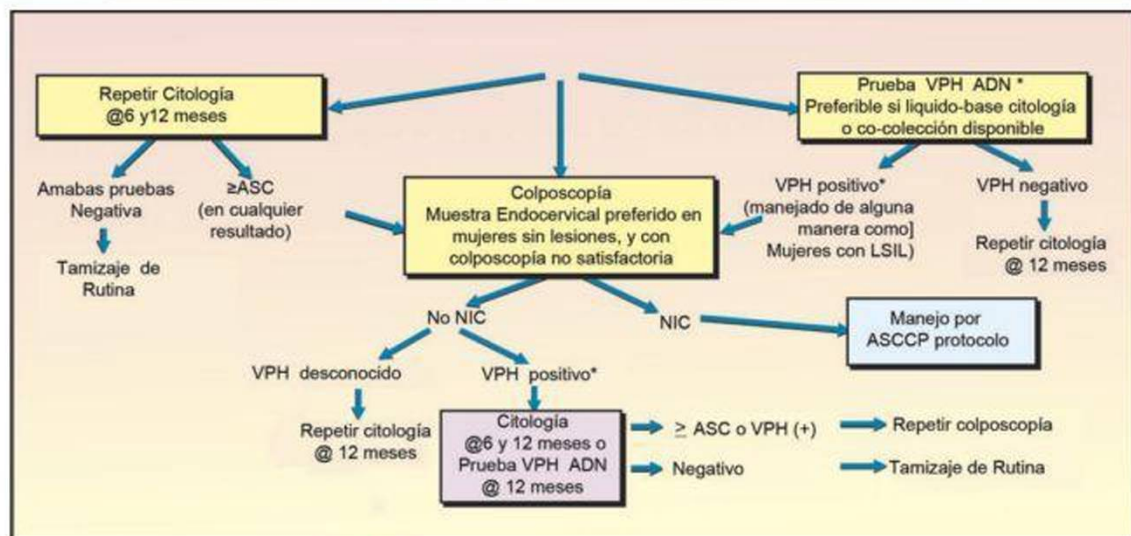 Repetir Citología
@6 y12 meses
Prueba VPH ADN *
Preferible si liquido-base citología
o co-colección disponible
Amabas pruebas
Negativa
≥ASC
(en cualquier
resultado)
Tamizaje de
Rutina
Colposcopía
Muestra Endocervical preferido en
mujeres sin lesiones, y con
colposcopía no satisfactoria
VPH positivo*
(manejado de alguna
manera como]
Mujeres con LSIL)
VPH negativo
Repetir citología
@ 12 meses
No NIC
NIC
Manejo por
ASCCP protocolo
VPH desconocido
VPH positivo*
Repetir citología
@ 12 meses
Citología
@6 y 12 meses o
Prueba VPH ADN
@ 12 meses
≥ ASC o VPH (+)
Repetir colposcopía
Negativo
Tamizaje de Rutina